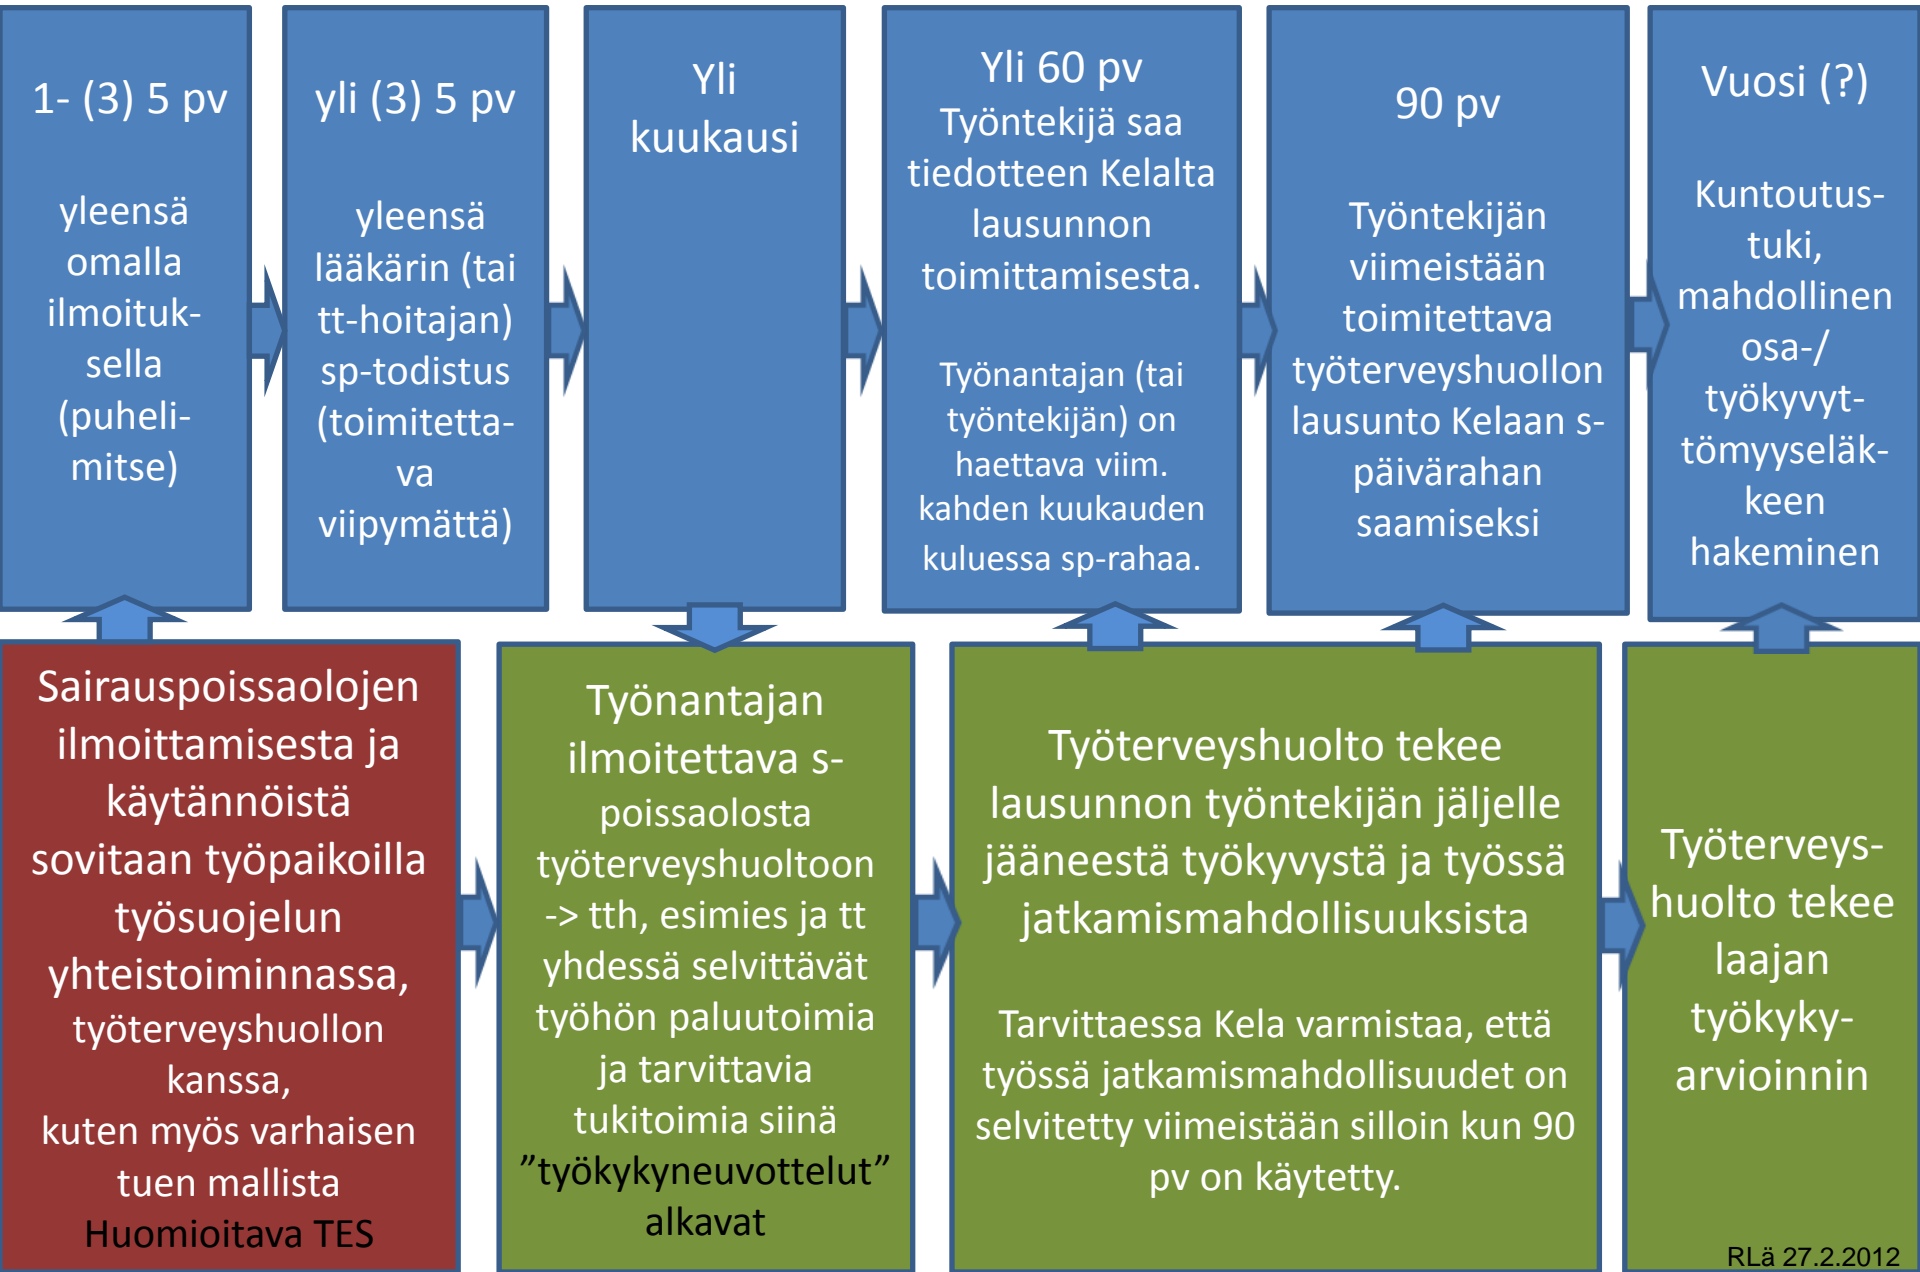 1- (3) 5 pv
yleensä
omalla
ilmoituk-
sella
(puheli-
mitse)
yli (3) 5 pv
yleensä
lääkärin (tai
tt-hoitajan)
sp-todistus
(toimitetta-
va
viipymättä)
Yli
kuukausi
Yli 60 pv
Työntekijä saa
tiedotteen Kelalta
lausunnon
toimittamisesta.
Työnantajan (tai
työntekijän) on
haettava viim.
kahden kuukauden
kuluessa sp-rahaa.
90 pv
Työntekijän
viimeistään
toimitettava
työterveyshuollon
lausunto Kelaan s-
päivärahan
saamiseksi
Vuosi (?)
Kuntoutus-
tuki,
mahdollinen
osa-/
työkyvyt-
tömyyseläk-
keen
hakeminen
Sairauspoissaolojen
ilmoittamisesta ja
käytännöistä
sovitaan työpaikoilla
työsuojelun
yhteistoiminnassa,
työterveyshuollon
kanssa,
kuten myös varhaisen
tuen mallista
Huomioitava TES
Työnantajan
ilmoitettava s-
poissaolosta
työterveyshuoltoon
-> tth, esimies ja tt
yhdessä selvittävät
työhön paluutoimia
ja tarvittavia
tukitoimia siinä
”työkykyneuvottelut”
alkavat
Työterveyshuolto tekee
lausunnon työntekijän jäljelle
jääneestä työkyvystä ja työssä
jatkamismahdollisuuksista
Tarvittaessa Kela varmistaa, että
työssä jatkamismahdollisuudet on
selvitetty viimeistään silloin kun 90
pv on käytetty.
Työterveys-
huolto tekee
laajan
työkyky-
arvioinnin
RLä 27.2.2012